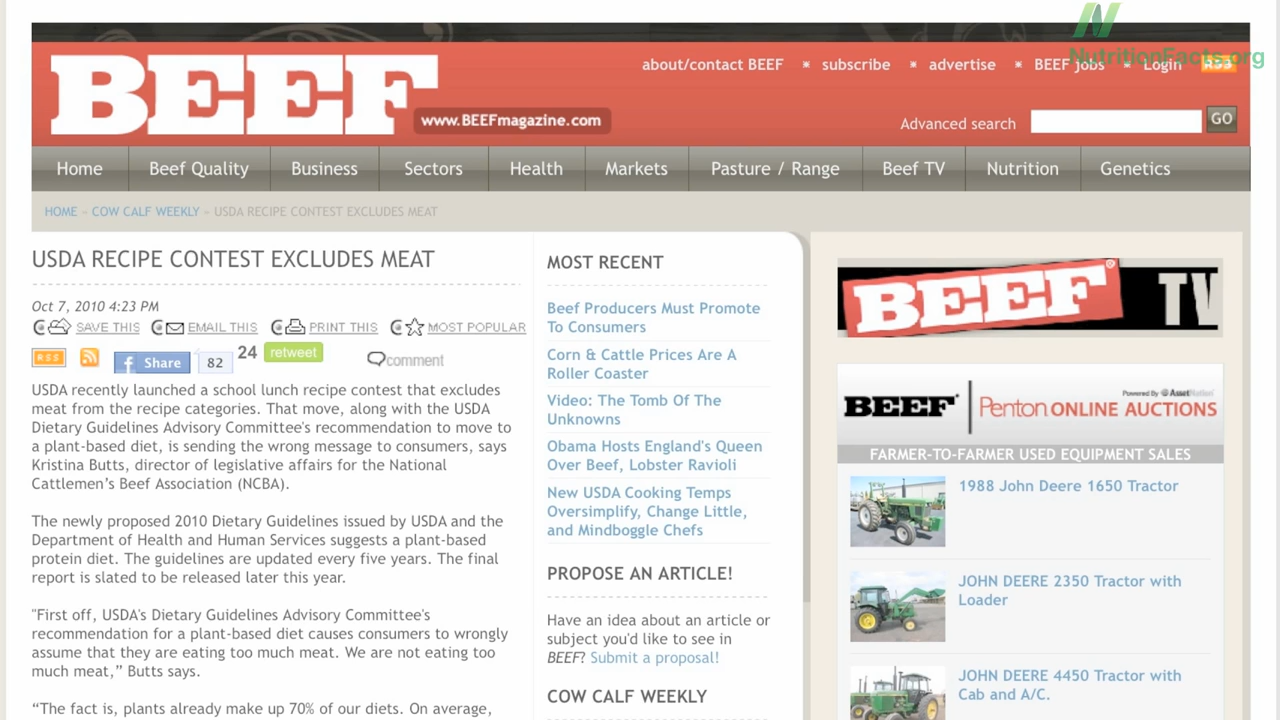 NutritionFacts.org
BEEF
www.BEEFmagazine.com
about/contact BEEF
subscribe
advertise
BEEF jobs
Login
RSS
Advanced search
GO
Home
Beef Quality
Business
Sectors
Health
Markets
Pasture / Range
Beef TV
Nutrition
Genetics
HOME » COW CALF WEEKLY » USDA RECIPE CONTEST EXCLUDES MEAT
USDA RECIPE CONTEST EXCLUDES MEAT
Oct 7, 2010 4:23 PM
SAVE THIS
EMAIL THIS
PRINT THIS
MOST POPULAR
RSS
Share
82
24
retweet
comment
USDA recently launched a school lunch recipe contest that excludes
meat from the recipe categories. That move, along with the USDA
Dietary Guidelines Advisory Committee's recommendation to move to
a plant-based diet, is sending the wrong message to consumers, says
Kristina Butts, director of legislative affairs for the National
Cattlemen's Beef Association (NCBA).
The newly proposed 2010 Dietary Guidelines issued by USDA and the
Department of Health and Human Services suggests a plant-based
protein diet. The guidelines are updated every five years. The final
report is slated to be released later this year.
"First off, USDA's Dietary Guidelines Advisory Committee's
recommendation for a plant-based diet causes consumers to wrongly
assume that they are eating too much meat. We are not eating too
much meat,” Butts says.
“The fact is, plants already make up 70% of our diets. On average,
MOST RECENT
Beef Producers Must Promote
To Consumers
Corn & Cattle Prices Are A
Roller Coaster
Video: The Tomb Of The
Unknowns
Obama Hosts England's Queen
Over Beef, Lobster Ravioli
New USDA Cooking Temps
Oversimplify, Change Little,
and Mindboggle Chefs
PROPOSE AN ARTICLE!
Have an idea about an article or
subject you'd like to see in
BEEF? Submit a proposal!
COW CALF WEEKLY
BEEF® TV
Powered By AssetNation
BEEF | Penton ONLINE AUCTIONS
FARMER-TO-FARMER USED EQUIPMENT SALES
1988 John Deere 1650 Tractor
JOHN DEERE 2350 Tractor with
Loader
JOHN DEERE 4450 Tractor with
Cab and A/C.